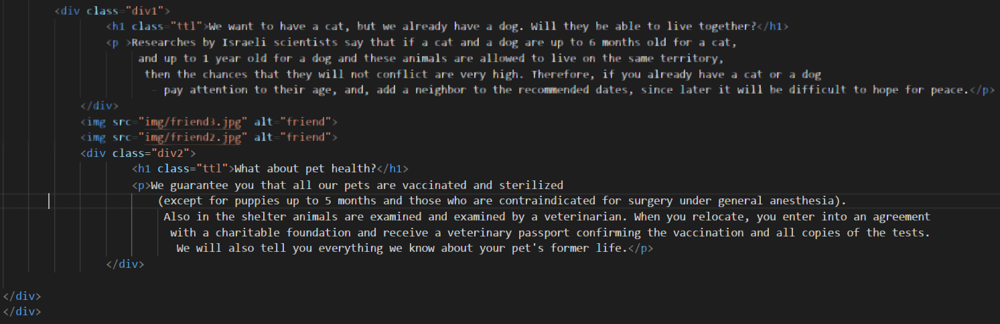 <div class="div1">
<h1 class="ttl">We want to have a cat, but we already have a dog. Will they be able to live together?</h1>
<p >Researches by Israeli scientists say that if a cat and a dog are up to 6 months old for a cat,
and up to 1 year old for a dog and these animals are allowed to live on the same territory,
then the chances that they will not conflict are very high. Therefore, if you already have a cat or a dog
- pay attention to their age, and, add a neighbor to the recommended dates, since later it will be difficult to hope for peace.</p>
</div>
<img src="img/friend3.jpg" alt="friend">
<img src="img/friend2.jpg" alt="friend">
<div class="div2">
<h1 class="ttl">What about pet health?</h1>
<p>We guarantee you that all our pets are vaccinated and sterilized
(except for puppies up to 5 months and those who are contraindicated for surgery under general anesthesia).
Also in the shelter animals are examined and examined by a veterinarian. When you relocate, you enter into an agreement
with a charitable foundation and receive a veterinary passport confirming the vaccination and all copies of the tests.
We will also tell you everything we know about your pet's former life.</p>
</div>
</div>
</div>